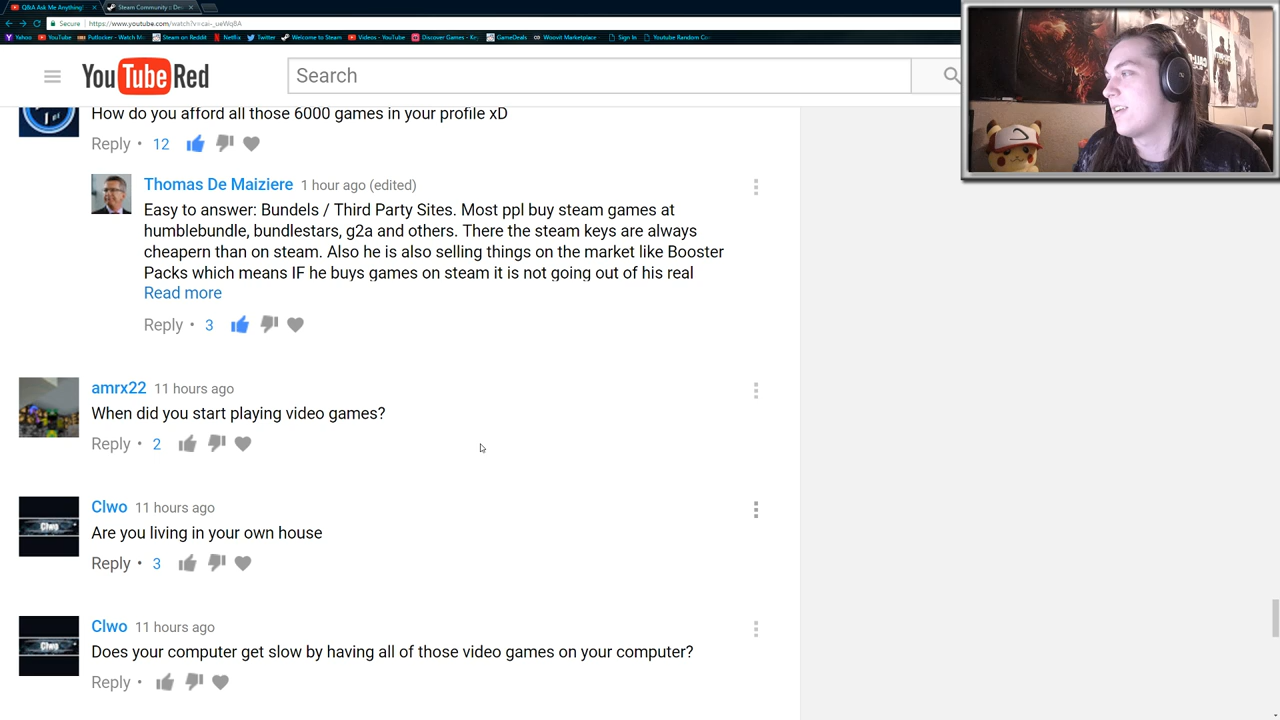 Q&A Ask Me Anything!
Steam Community :: De
Secure
https://www.youtube.com/watch?v=cai-_ueWq8A
Yahoo
YouTube
Putlocker - Watch M
Steam on Reddit
Netflix
Twitter
Welcome to Steam
Videos - YouTube
Discover Games - Ke
GameDeals
Woovit Marketplace
Sign In
Youtube Random Co
YouTube Red
Search
How do you afford all those 6000 games in your profile xD
Reply • 12
Thomas De Maiziere 1 hour ago (edited)
Easy to answer: Bundels / Third Party Sites. Most ppl buy steam games at
humblebundle, bundlestars, g2a and others. There the steam keys are always
cheapern than on steam. Also he is also selling things on the market like Booster
Packs which means IF he buys games on steam it is not going out of his real
Read more
Reply • 3
amrx22 11 hours ago
When did you start playing video games?
Reply • 2
Clwo 11 hours ago
Are you living in your own house
Reply • 3
Clwo 11 hours ago
Does your computer get slow by having all of those video games on your computer?
Reply •
Clwo
Clwo